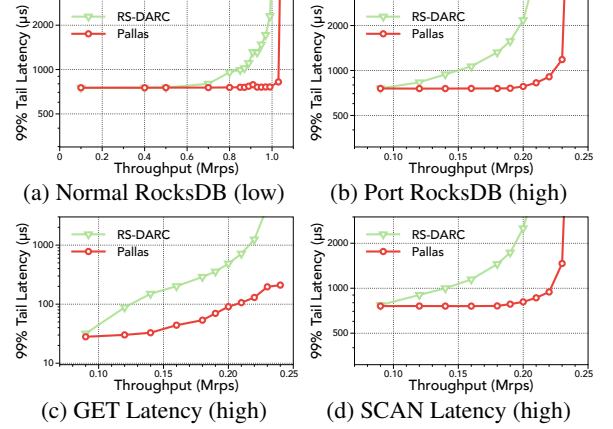 99% Tail Latency (μs)
2000
1000
500
RS-DARC
Pallas
0 0.2 0.4 0.6 0.8 1.0
Throughput (Mrps)
(a) Normal RocksDB (low)
99% Tail Latency (μs)
2000
1000
500
RS-DARC
Pallas
0.10 0.15 0.20 0.25
Throughput (Mrps)
(b) Port RocksDB (high)
99% Tail Latency (μs)
1000
100
10
RS-DARC
Pallas
0.10 0.15 0.20 0.25
Throughput (Mrps)
(c) GET Latency (high)
99% Tail Latency (μs)
2000
1000
500
RS-DARC
Pallas
0.10 0.15 0.20 0.25
Throughput (Mrps)
(d) SCAN Latency (high)